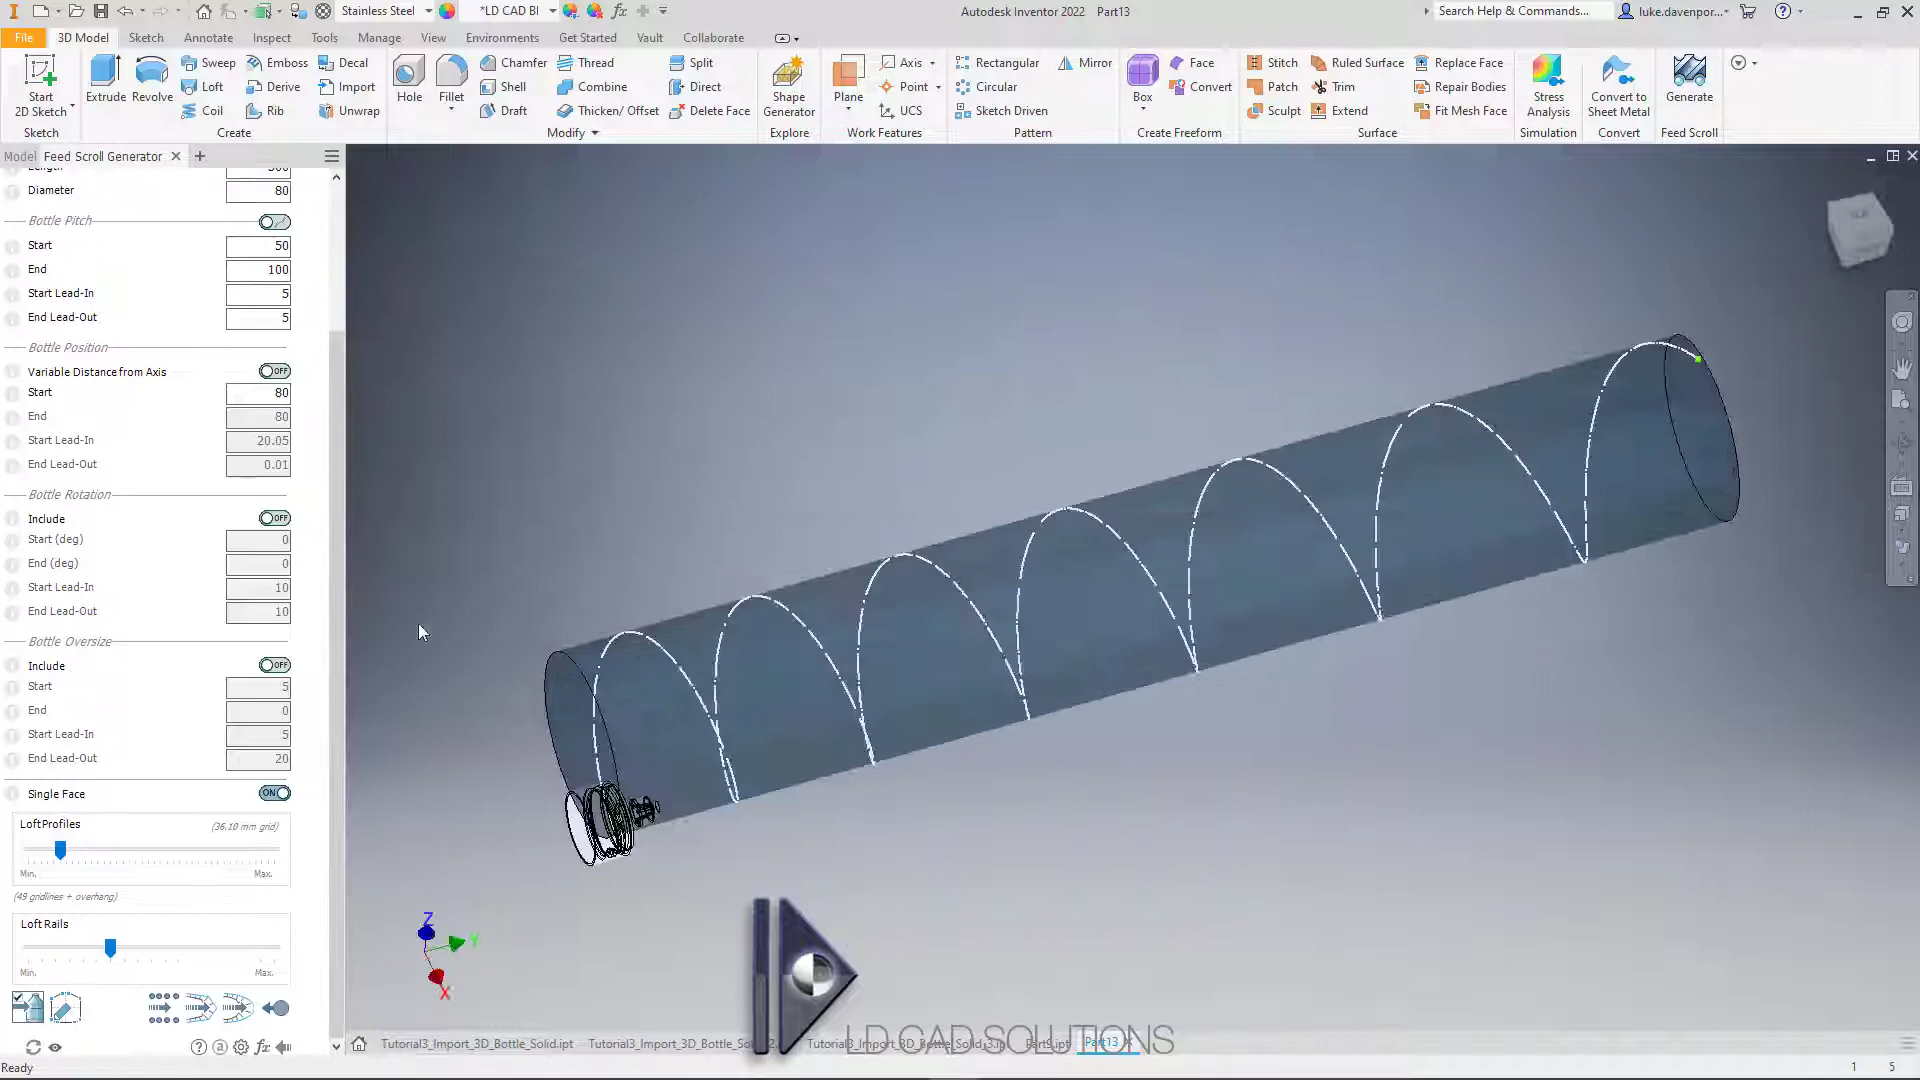 Stainless Steel
*LD CAD Bl
fx
Autodesk Inventor 2022 Part13
Search Help & Commands...
luke.davenpor...
File 3D Model Sketch Annotate Inspect Tools Manage View Environments Get Started Vault Collaborate
Start
2D Sketch
Extrude
Revolve
Sweep
Loft
Coil
Emboss
Derive
Rib
Decal
Import
Unwrap
Hole
Fillet
Chamfer
Shell
Draft
Thread
Combine
Thicken/ Offset
Split
Direct
Delete Face
Shape
Generator
Plane
Axis
Point
UCS
Rectangular
Circular
Sketch Driven
Mirror
Box
Face
Convert
Stitch
Patch
Sculpt
Ruled Surface
Trim
Extend
Replace Face
Repair Bodies
Fit Mesh Face
Stress
Analysis
Convert to
Sheet Metal
Generate
Sketch Create Modify Explore Work Features Pattern Create Freeform Surface Simulation Convert Feed Scroll
Model Feed Scroll Generator
Diameter 80
Bottle Pitch
Start 50
End 100
Start Lead-In 5
End Lead-Out 5
Bottle Position
Variable Distance from Axis OFF
Start 80
End 80
Start Lead-In 20.05
End Lead-Out 0.01
Bottle Rotation
Include OFF
Start (deg) 0
End (deg) 0
Start Lead-In 10
End Lead-Out 10
Bottle Oversize
Include OFF
Start 5
End 0
Start Lead-In 5
End Lead-Out 20
Single Face ON
Loft Profiles (36.10 mm grid)
Min. Max.
(49 gridlines + overhang)
Loft Rails
Min. Max.
Z
Y
X
fx
Tutorial3_Import_3D_Bottle_Solid.ipt
Tutorial3_Import_3D_Bottle_So
Part13
LD CAD SOLUTIONS
Ready
1 5